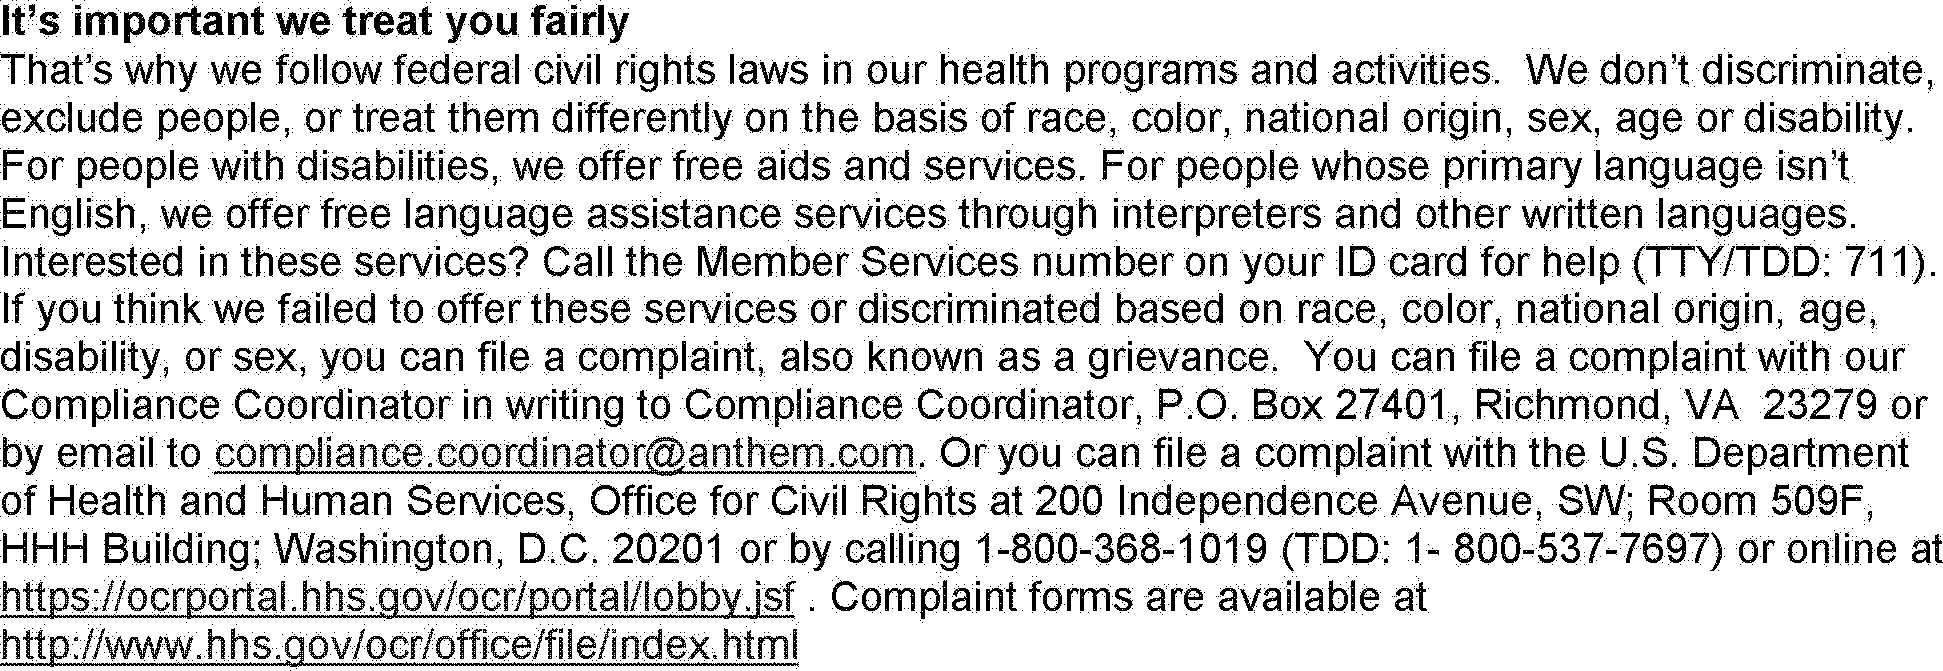 It's important we treat you fairly
That's why we follow federal civil rights laws in our health programs and activities.  We don't discriminate,
exclude people, or treat them differently on the basis of race, color, national origin, sex, age or disability.
For people with disabilities, we offer free aids and services. For people whose primary language isn't
English, we offer free language assistance services through interpreters and other written languages.
Interested in these services? Call the Member Services number on your ID card for help (TTY/TDD: 711).
If you think we failed to offer these services or discriminated based on race, color, national origin, age,
disability, or sex, you can file a complaint, also known as a grievance.  You can file a complaint with our
Compliance Coordinator in writing to Compliance Coordinator, P.O. Box 27401, Richmond, VA  23279 or
by email to compliance.coordinator@anthem.com. Or you can file a complaint with the U.S. Department
of Health and Human Services, Office for Civil Rights at 200 Independence Avenue, SW; Room 509F,
HHH Building; Washington, D.C. 20201 or by calling 1-800-368-1019 (TDD: 1- 800-537-7697) or online at
https://ocrportal.hhs.gov/ocr/portal/lobby.jsf . Complaint forms are available at
http://www.hhs.gov/ocr/office/file/index.html